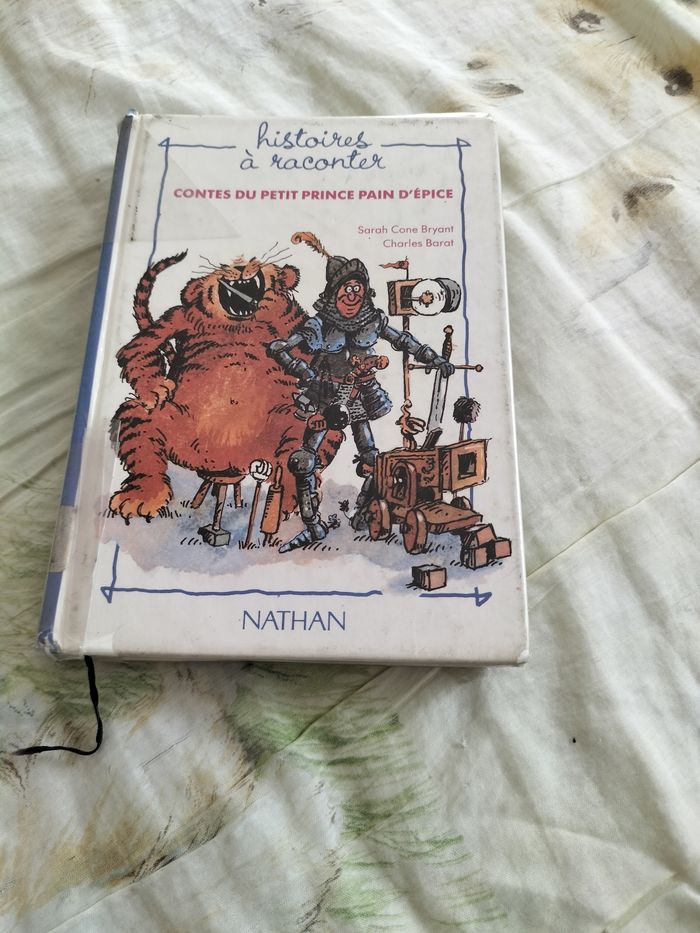 histoires
à raconter
CONTES DU PETIT PRINCE PAIN D'ÉPICE
Sarah Cone Bryant
Charles Barat
NATHAN